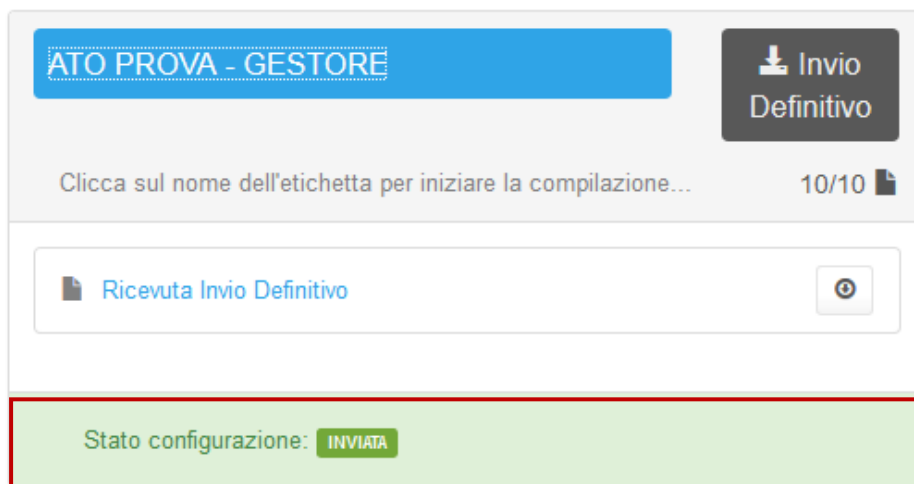 ATO PROVA - GESTORE
Invio
Definitivo
Clicca sul nome dell'etichetta per iniziare la compilazione...
10/10
Ricevuta Invio Definitivo
Stato configurazione: INVIATA